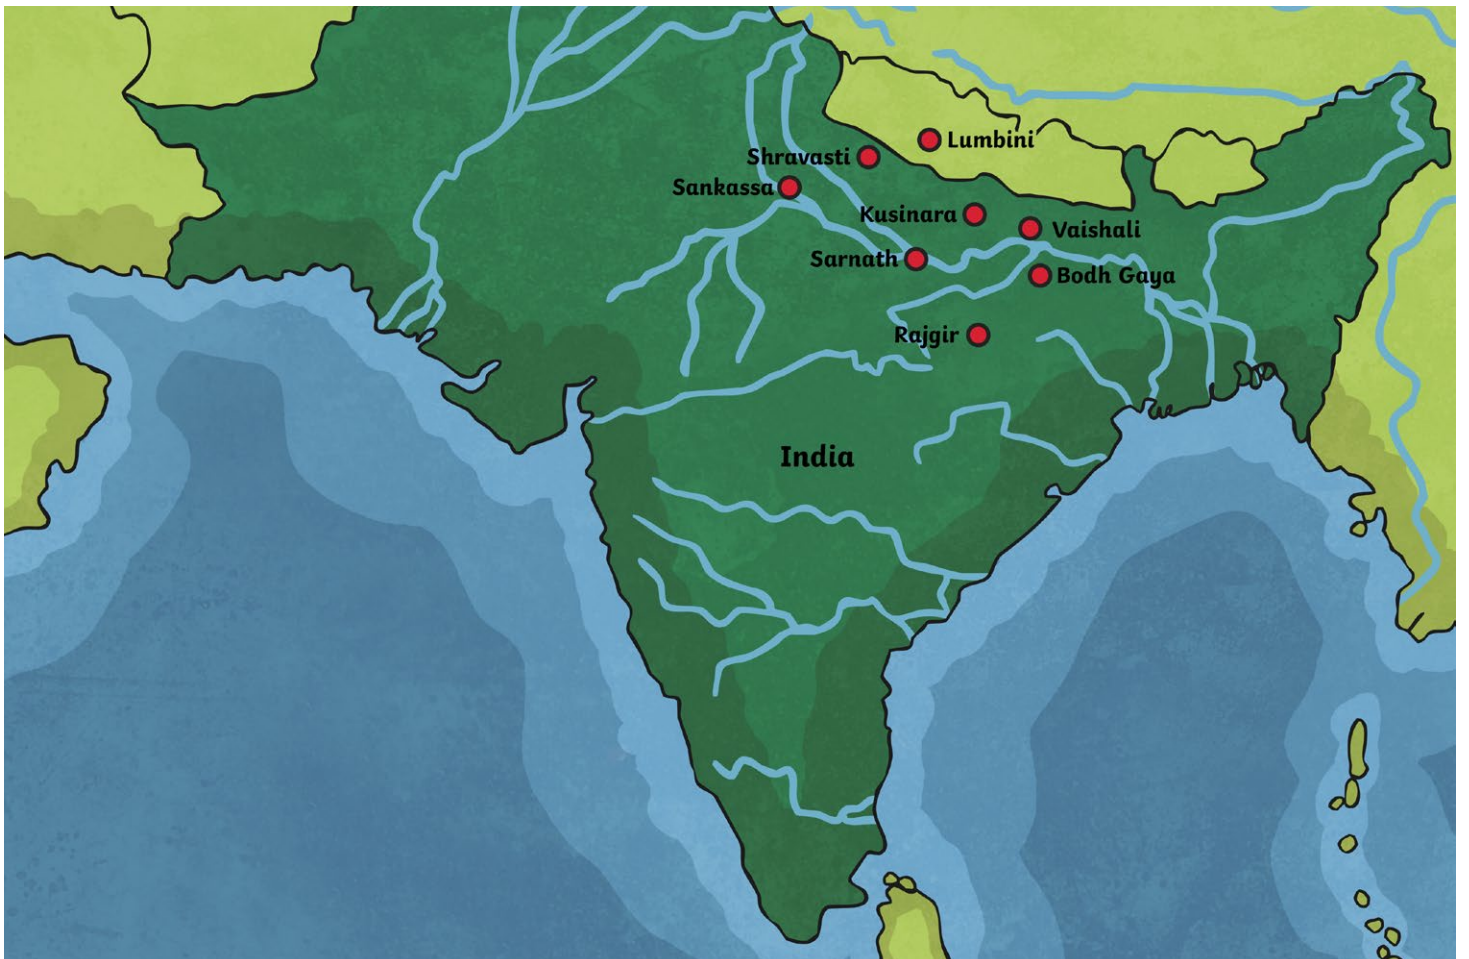 Lumbini
Shravasti
Sankassa
Kusinara
Vaishali
Sarnath
Bodh Gaya
Rajgir
India